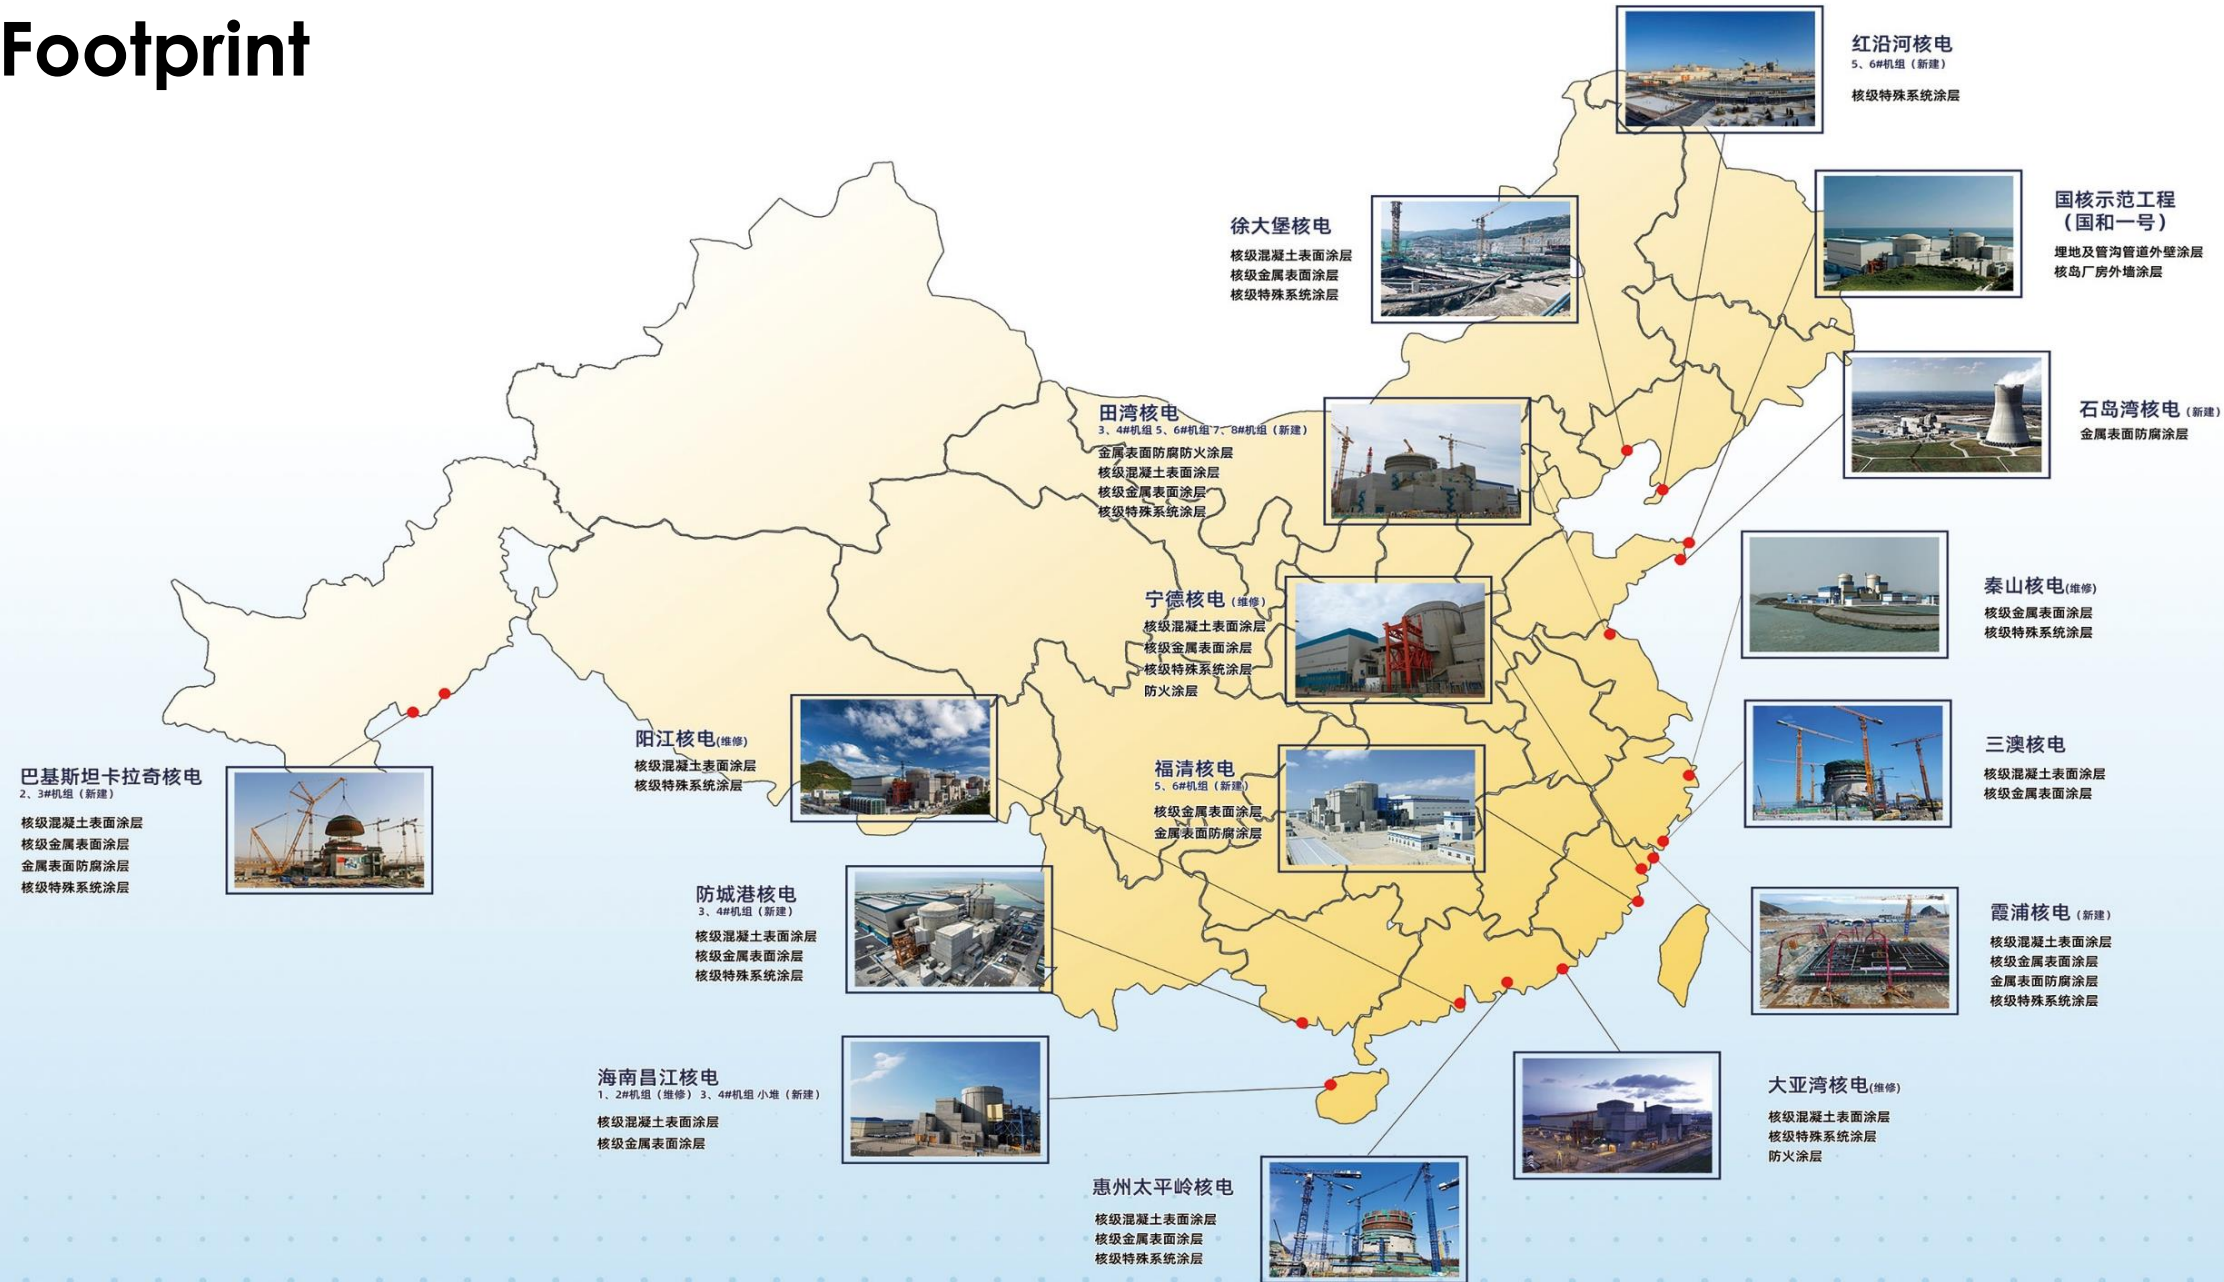 Footprint
红沿河核电
5、6#机组（新建）
核级特殊系统涂层
国核示范工程
（国和一号）
埋地及管沟管道外壁涂层
核岛厂房外墙涂层
徐大堡核电
核级混凝土表面涂层
核级金属表面涂层
核级特殊系统涂层
石岛湾核电（新建）
金属表面防腐涂层
田湾核电
3、4#机组 5、6#机组 7、8#机组（新建）
金属表面防腐防火涂层
核级混凝土表面涂层
核级金属表面涂层
核级特殊系统涂层
秦山核电(维修)
核级金属表面涂层
核级特殊系统涂层
宁德核电（维修）
核级混凝土表面涂层
核级金属表面涂层
核级特殊系统涂层
防火涂层
阳江核电(维修)
核级混凝土表面涂层
核级特殊系统涂层
三澳核电
核级混凝土表面涂层
核级金属表面涂层
福清核电
5、6#机组（新建）
核级金属表面涂层
金属表面防腐涂层
巴基斯坦卡拉奇核电
2、3#机组（新建）
核级混凝土表面涂层
核级金属表面涂层
金属表面防腐涂层
核级特殊系统涂层
防城港核电
3、4#机组（新建）
核级混凝土表面涂层
核级金属表面涂层
核级特殊系统涂层
霞浦核电（新建）
核级混凝土表面涂层
核级金属表面涂层
金属表面防腐涂层
核级特殊系统涂层
海南昌江核电
1、2#机组（维修） 3、4#机组 小堆（新建）
核级混凝土表面涂层
核级金属表面涂层
大亚湾核电(维修)
核级混凝土表面涂层
核级特殊系统涂层
防火涂层
惠州太平岭核电
核级混凝土表面涂层
核级金属表面涂层
核级特殊系统涂层